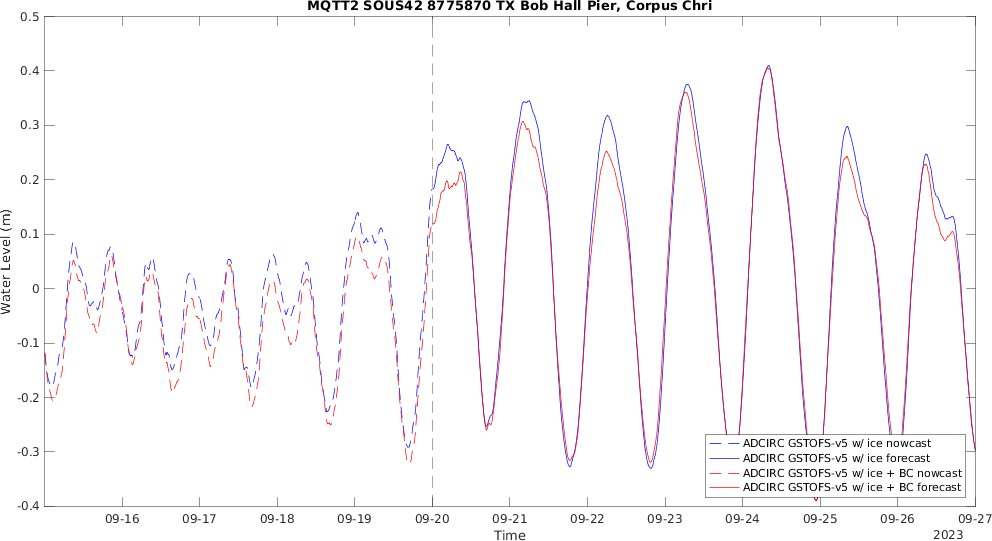 MQTT2 SOUS42 8775870 TX Bob Hall Pier, Corpus Chri
0.5
0.4
0.3
0.2
0.1
0
-0.1
-0.2
-0.3
-0.4
Water Level (m)
ADCIRC GSTOFS-v5 w/ ice nowcast
ADCIRC GSTOFS-v5 w/ ice forecast
ADCIRC GSTOFS-v5 w/ ice + BC nowcast
ADCIRC GSTOFS-v5 w/ ice + BC forecast
09-16 09-17 09-18 09-19 09-20 09-21 09-22 09-23 09-24 09-25 09-26 09-27
Time
2023